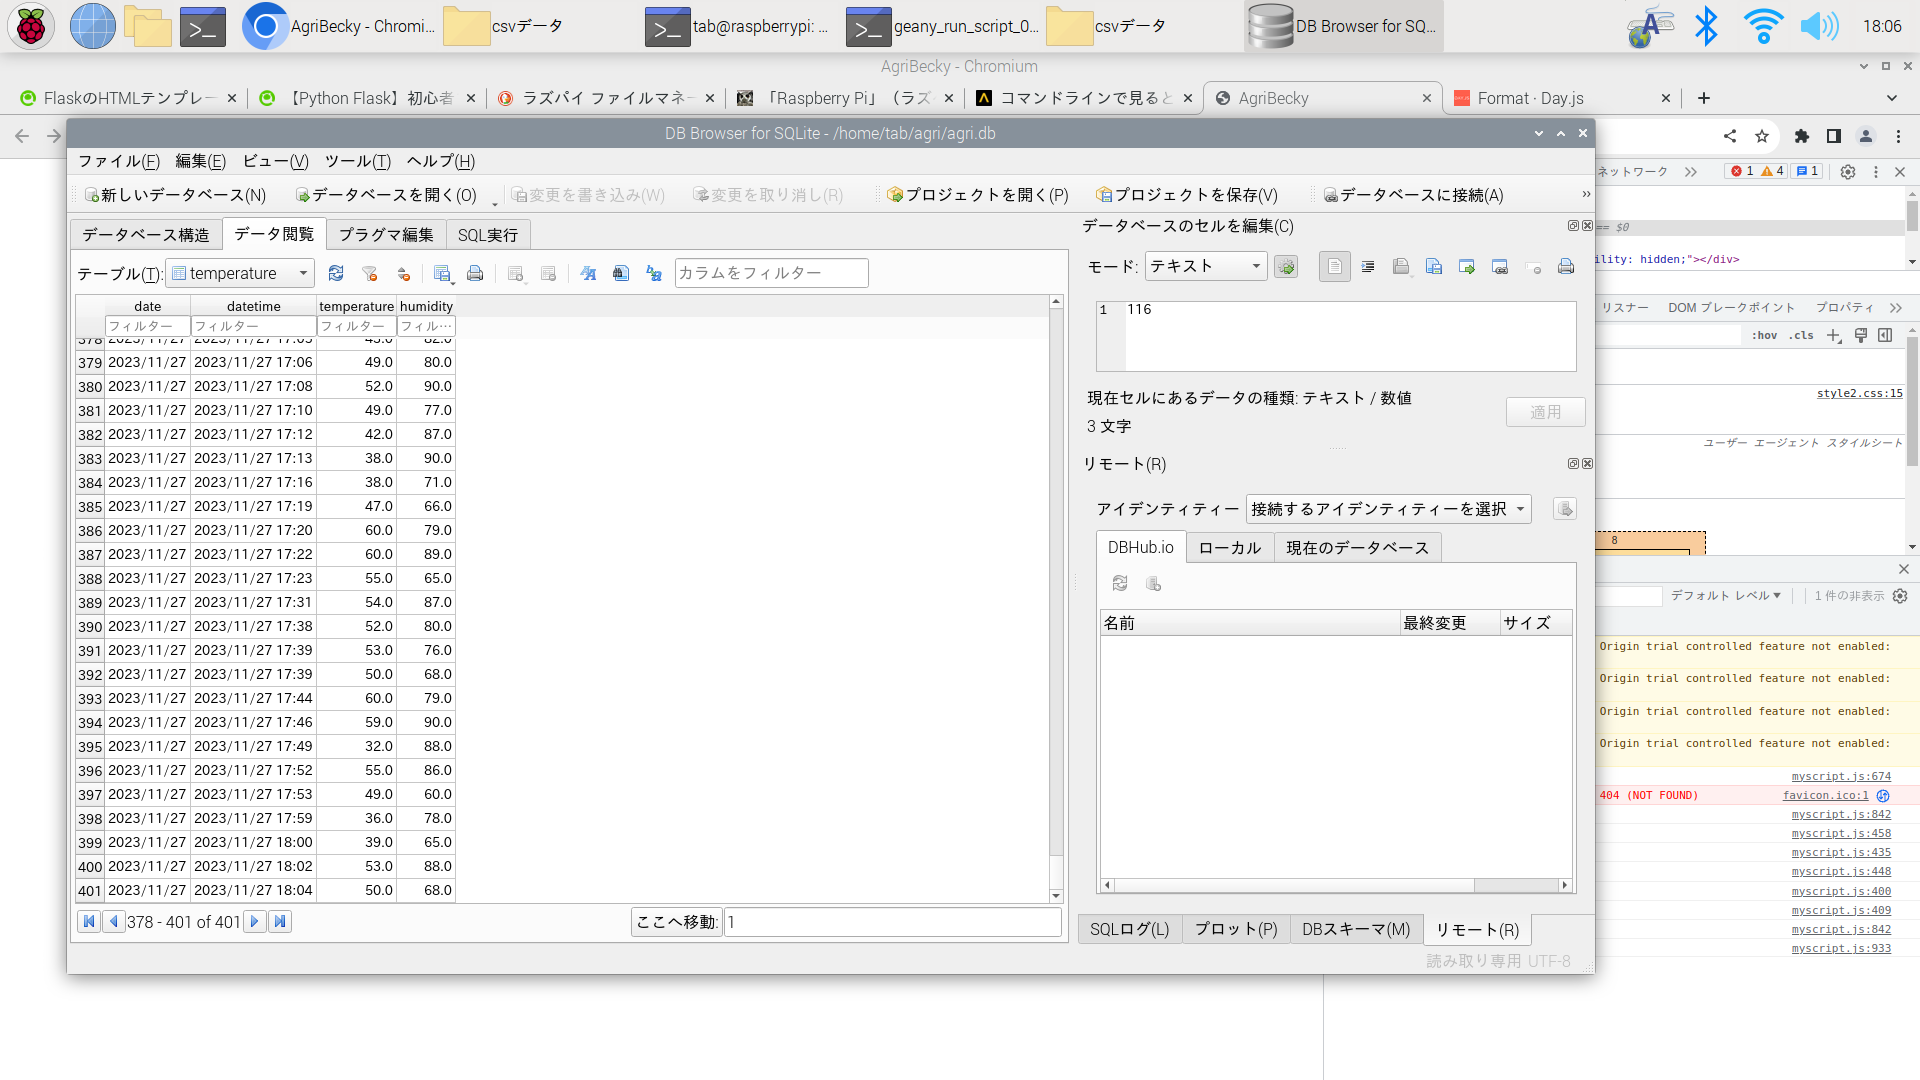 AgriBecky - Chromi...
csvデータ
tab@raspberrypi: ...
geany_run_script_0...
csvデータ
DB Browser for SQ...
18:06
AgriBecky - Chromium
FlaskのHTMLテンプレー
【Python Flask】初心者
ラズパイ ファイルマネー
「Raspberry Pi」（ラズ
コマンドラインで見ると
AgriBecky
Format · Day.js
DB Browser for SQLite - /home/tab/agri/agri.db
ファイル(F) 編集(E) ビュー(V) ツール(T) ヘルプ(H)
新しいデータベース(N) データベースを開く(O) 変更を書き込み(W) 変更を取り消し(R) プロジェクトを開く(P) プロジェクトを保存(V) データベースに接続(A)
データベース構造 データ閲覧 プラグマ編集 SQL実行
テーブル(T): temperature カラムをフィルター
date datetime temperature humidity
フィルター フィルター フィルター フィル…
378 2023/11/27 2023/11/27 17:05 45.0 82.0
379 2023/11/27 2023/11/27 17:06 49.0 80.0
380 2023/11/27 2023/11/27 17:08 52.0 90.0
381 2023/11/27 2023/11/27 17:10 49.0 77.0
382 2023/11/27 2023/11/27 17:12 42.0 87.0
383 2023/11/27 2023/11/27 17:13 38.0 90.0
384 2023/11/27 2023/11/27 17:16 38.0 71.0
385 2023/11/27 2023/11/27 17:19 47.0 66.0
386 2023/11/27 2023/11/27 17:20 60.0 79.0
387 2023/11/27 2023/11/27 17:22 60.0 89.0
388 2023/11/27 2023/11/27 17:23 55.0 65.0
389 2023/11/27 2023/11/27 17:31 54.0 87.0
390 2023/11/27 2023/11/27 17:38 52.0 80.0
391 2023/11/27 2023/11/27 17:39 53.0 76.0
392 2023/11/27 2023/11/27 17:39 50.0 68.0
393 2023/11/27 2023/11/27 17:44 60.0 79.0
394 2023/11/27 2023/11/27 17:46 59.0 90.0
395 2023/11/27 2023/11/27 17:49 32.0 88.0
396 2023/11/27 2023/11/27 17:52 55.0 86.0
397 2023/11/27 2023/11/27 17:53 49.0 60.0
398 2023/11/27 2023/11/27 17:59 36.0 78.0
399 2023/11/27 2023/11/27 18:00 39.0 65.0
400 2023/11/27 2023/11/27 18:02 53.0 88.0
401 2023/11/27 2023/11/27 18:04 50.0 68.0
378 - 401 of 401 ここへ移動: 1
データベースのセルを編集(C)
モード: テキスト
1 116
現在セルにあるデータの種類: テキスト / 数値
3 文字
適用
リモート(R)
アイデンティティー 接続するアイデンティティーを選択
DBHub.io ローカル 現在のデータベース
名前 最終変更 サイズ
SQLログ(L) プロット(P) DBスキーマ(M) リモート(R)
読み取り専用 UTF-8
ネットワーク 1 4 1
== $0
ility: hidden;"></div>
リスナー DOM ブレークポイント プロパティ
:hov .cls
style2.css:15
ユーザー エージェント スタイルシート
8
デフォルト レベル▼ 1 件の非表示
Origin trial controlled feature not enabled:
Origin trial controlled feature not enabled:
Origin trial controlled feature not enabled:
Origin trial controlled feature not enabled:
myscript.js:674
404 (NOT FOUND) favicon.ico:1
myscript.js:842
myscript.js:458
myscript.js:435
myscript.js:448
myscript.js:400
myscript.js:409
myscript.js:842
myscript.js:933